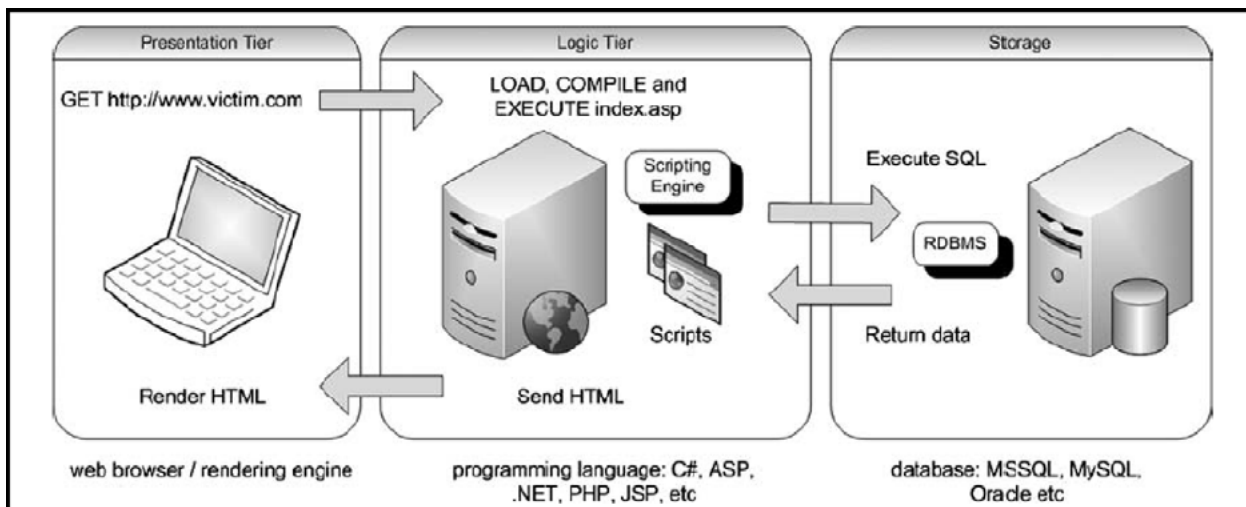 Presentation Tier
Logic Tier
Storage
GET http://www.victim.com
LOAD, COMPILE and
EXECUTE index.asp
Scripting
Engine
Execute SQL
RDBMS
Scripts
Return data
Render HTML
Send HTML
web browser / rendering engine
programming language: C#, ASP,
.NET, PHP, JSP, etc
database: MSSQL, MySQL,
Oracle etc